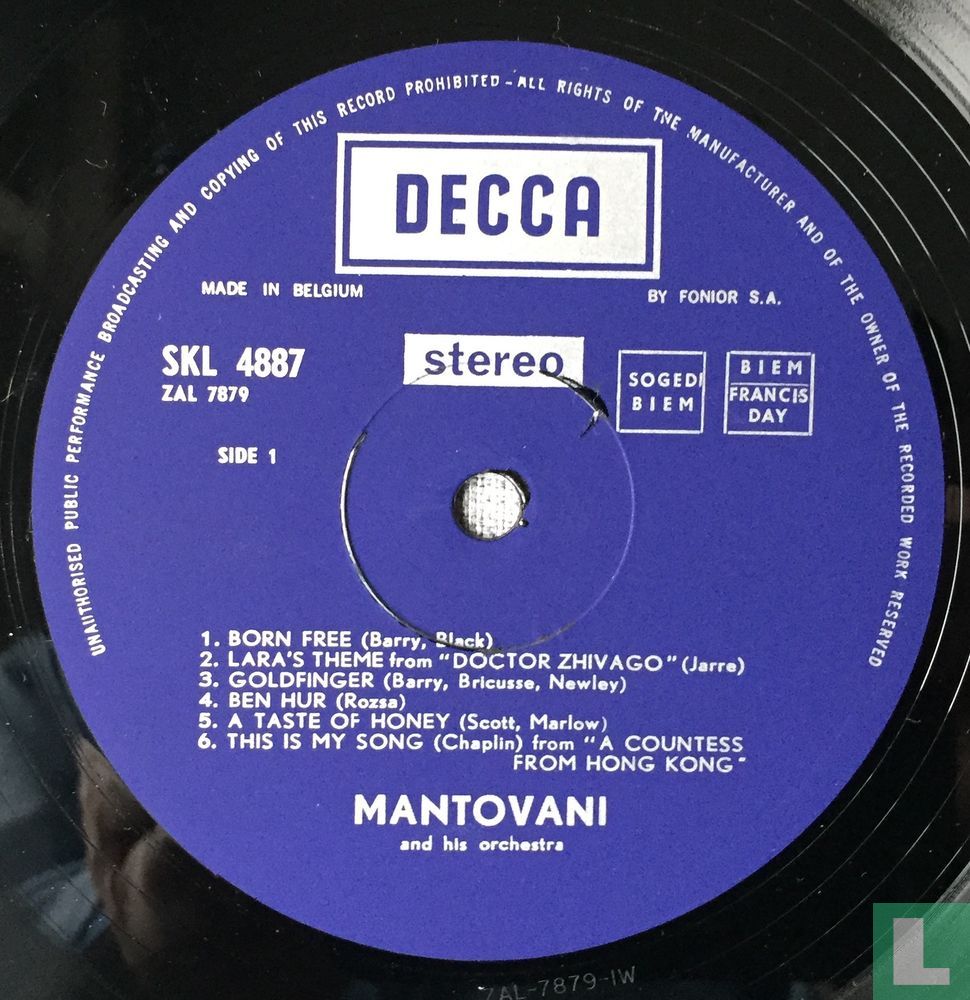 UNAUTHORISED PUBLIC PERFORMANCE BROADCASTING AND COPYING OF THIS RECORD PROHIBITED - ALL RIGHTS OF THE MANUFACTURER AND OF THE OWNER OF THE RECORDED WORK RESERVED
DECCA
MADE IN BELGIUM
BY FONIOR S.A.
SKL 4887
ZAL 7879
stereo
SOGEDI
BIEM
BIEM
FRANCIS
DAY
SIDE 1
1. BORN FREE (Barry, Black)
2. LARA'S THEME from "DOCTOR ZHIVAGO" (Jarre)
3. GOLDFINGER (Barry, Bricusse, Newley)
4. BEN HUR (Rozsa)
5. A TASTE OF HONEY (Scott, Marlow)
6. THIS IS MY SONG (Chaplin) from "A COUNTESS
FROM HONG KONG"
MANTOVANI
and his orchestra
ZAL-7879-1W
L